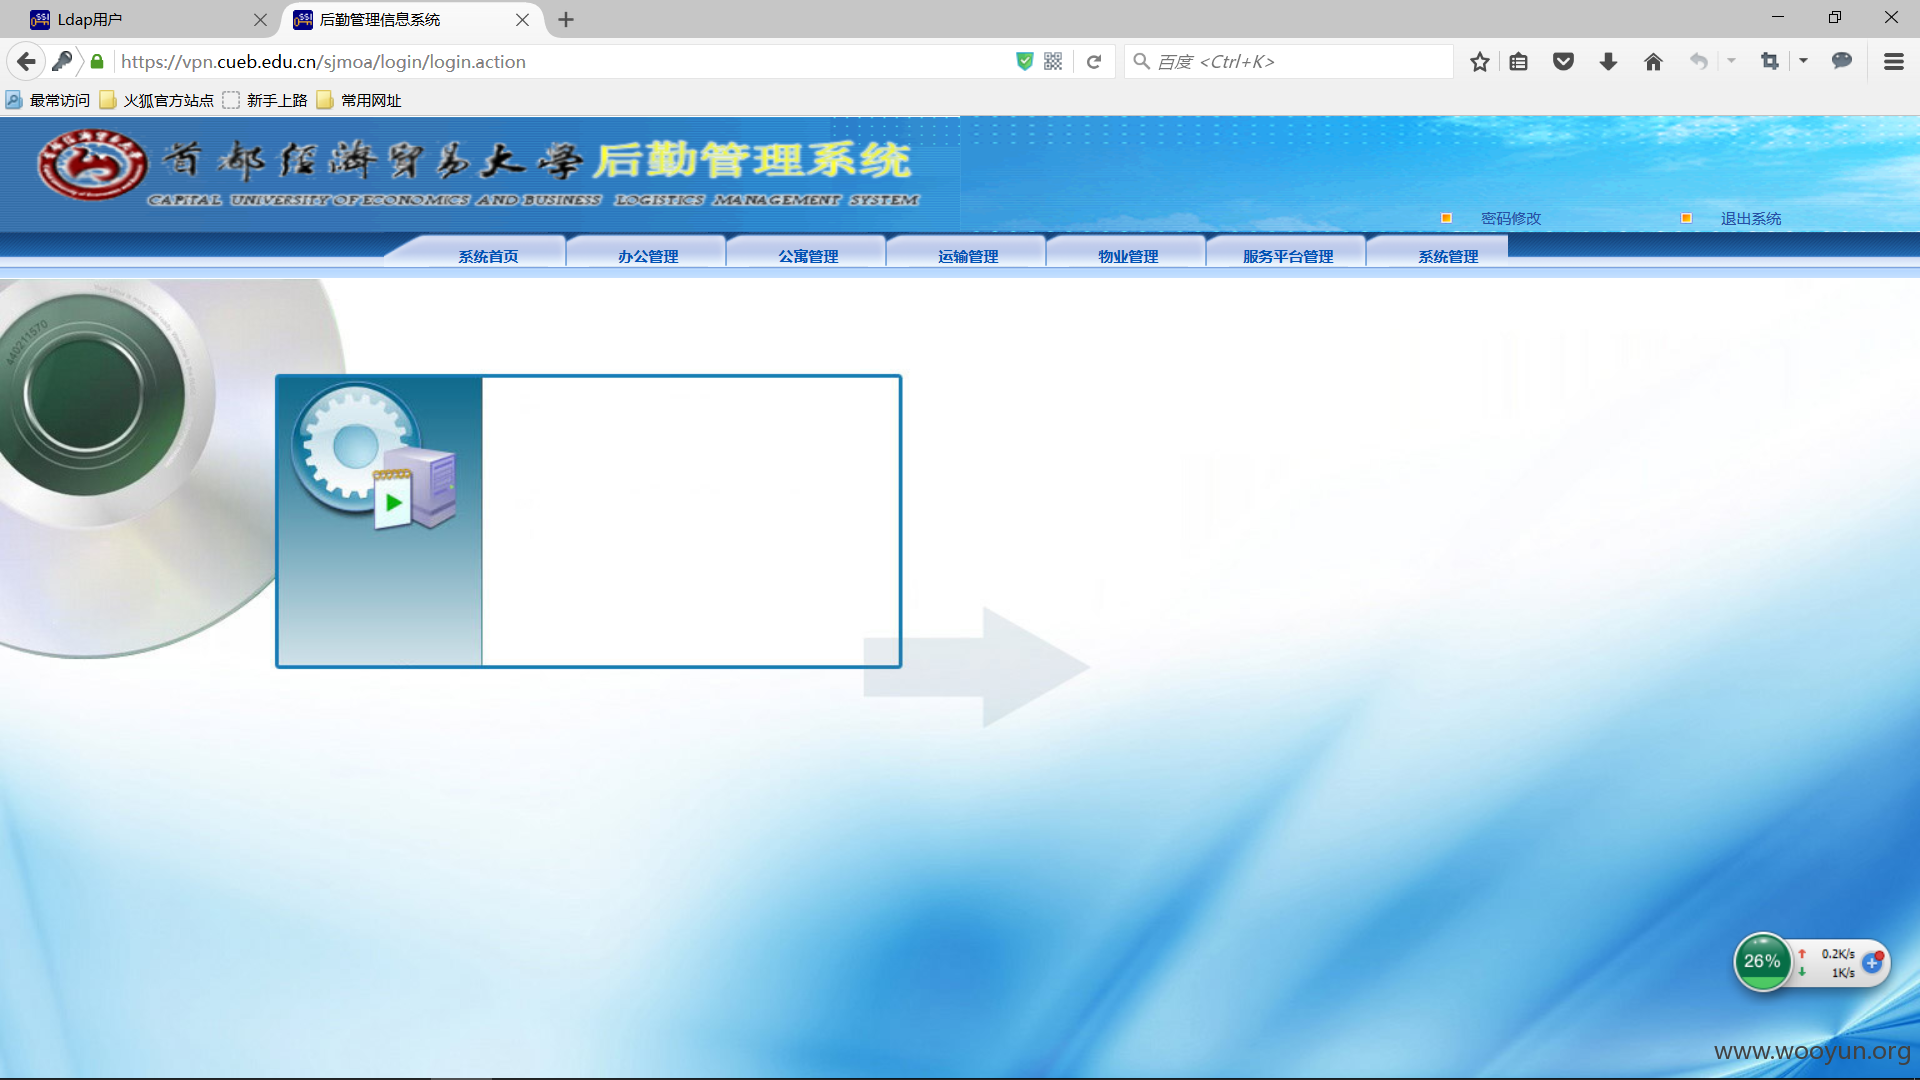 Ldap用户
后勤管理信息系统
https://vpn.cueb.edu.cn/sjmoa/login/login.action
百度 <Ctrl+K>
最常访问 火狐官方站点 新手上路 常用网址
首都经济贸易大学后勤管理系统
CAPITAL UNIVERSITY OF ECONOMICS AND BUSINESS LOGISTICS MANAGEMENT SYSTEM
密码修改 退出系统
系统首页 办公管理 公寓管理 运输管理 物业管理 服务平台管理 系统管理
440211570
26%
0.2K/s
1K/s
www.wooyun.org